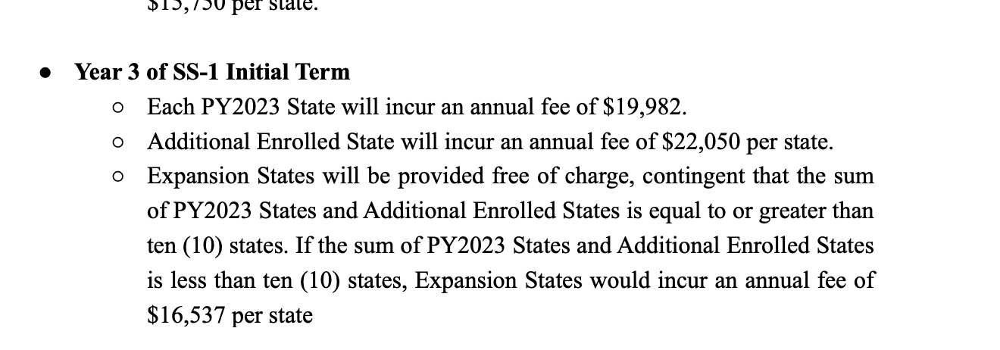 $15,750 per state.
● Year 3 of SS-1 Initial Term
○ Each PY2023 State will incur an annual fee of $19,982.
○ Additional Enrolled State will incur an annual fee of $22,050 per state.
○ Expansion States will be provided free of charge, contingent that the sum
of PY2023 States and Additional Enrolled States is equal to or greater than
ten (10) states. If the sum of PY2023 States and Additional Enrolled States
is less than ten (10) states, Expansion States would incur an annual fee of
$16,537 per state